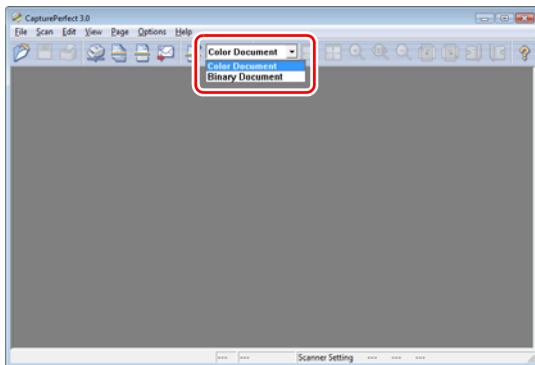 CapturePerfect 3.0
File Scan Edit View Page Options Help
Color Document
Color Document
Binary Document
--- --- Scanner Setting --- --- ---